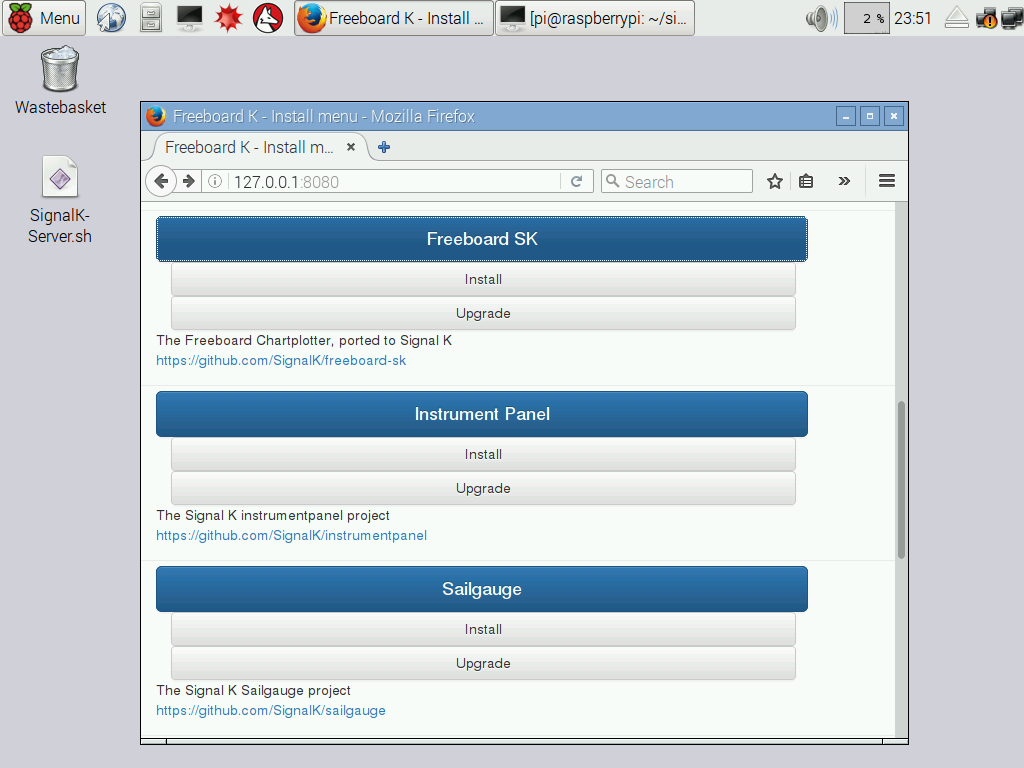 Menu
Freeboard K - Install ...
[pi@raspberrypi: ~/si...
2 %
23:51
Wastebasket
SignalK-
Server.sh
Freeboard K - Install menu - Mozilla Firefox
Freeboard K - Install m...
127.0.0.1:8080
Search
Freeboard SK
Install
Upgrade
The Freeboard Chartplotter, ported to Signal K
https://github.com/SignalK/freeboard-sk
Instrument Panel
Install
Upgrade
The Signal K instrumentpanel project
https://github.com/SignalK/instrumentpanel
Sailgauge
Install
Upgrade
The Signal K Sailgauge project
https://github.com/SignalK/sailgauge